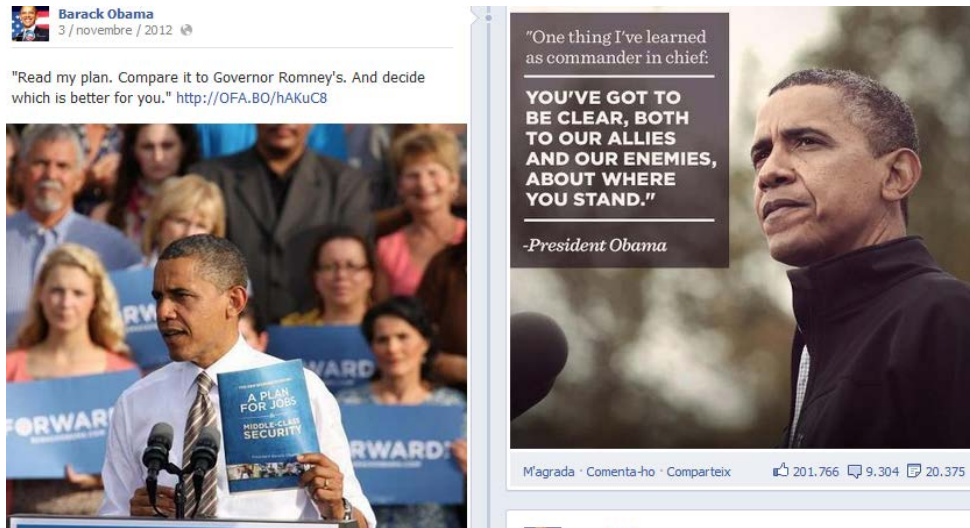 Barack Obama
3 / novembre / 2012
"Read my plan. Compare it to Governor Romney's. And decide
which is better for you." http://OFA.BO/hAKuC8
A PLAN
FOR JOBS
&
MIDDLE-CLASS
SECURITY
FORWARD
RWARD
WARD
RWARD.
"One thing I've learned
as commander in chief:
YOU'VE GOT TO
BE CLEAR, BOTH
TO OUR ALLIES
AND OUR ENEMIES,
ABOUT WHERE
YOU STAND."
-President Obama
M'agrada · Comenta-ho · Comparteix 201.766 9.304 20.375